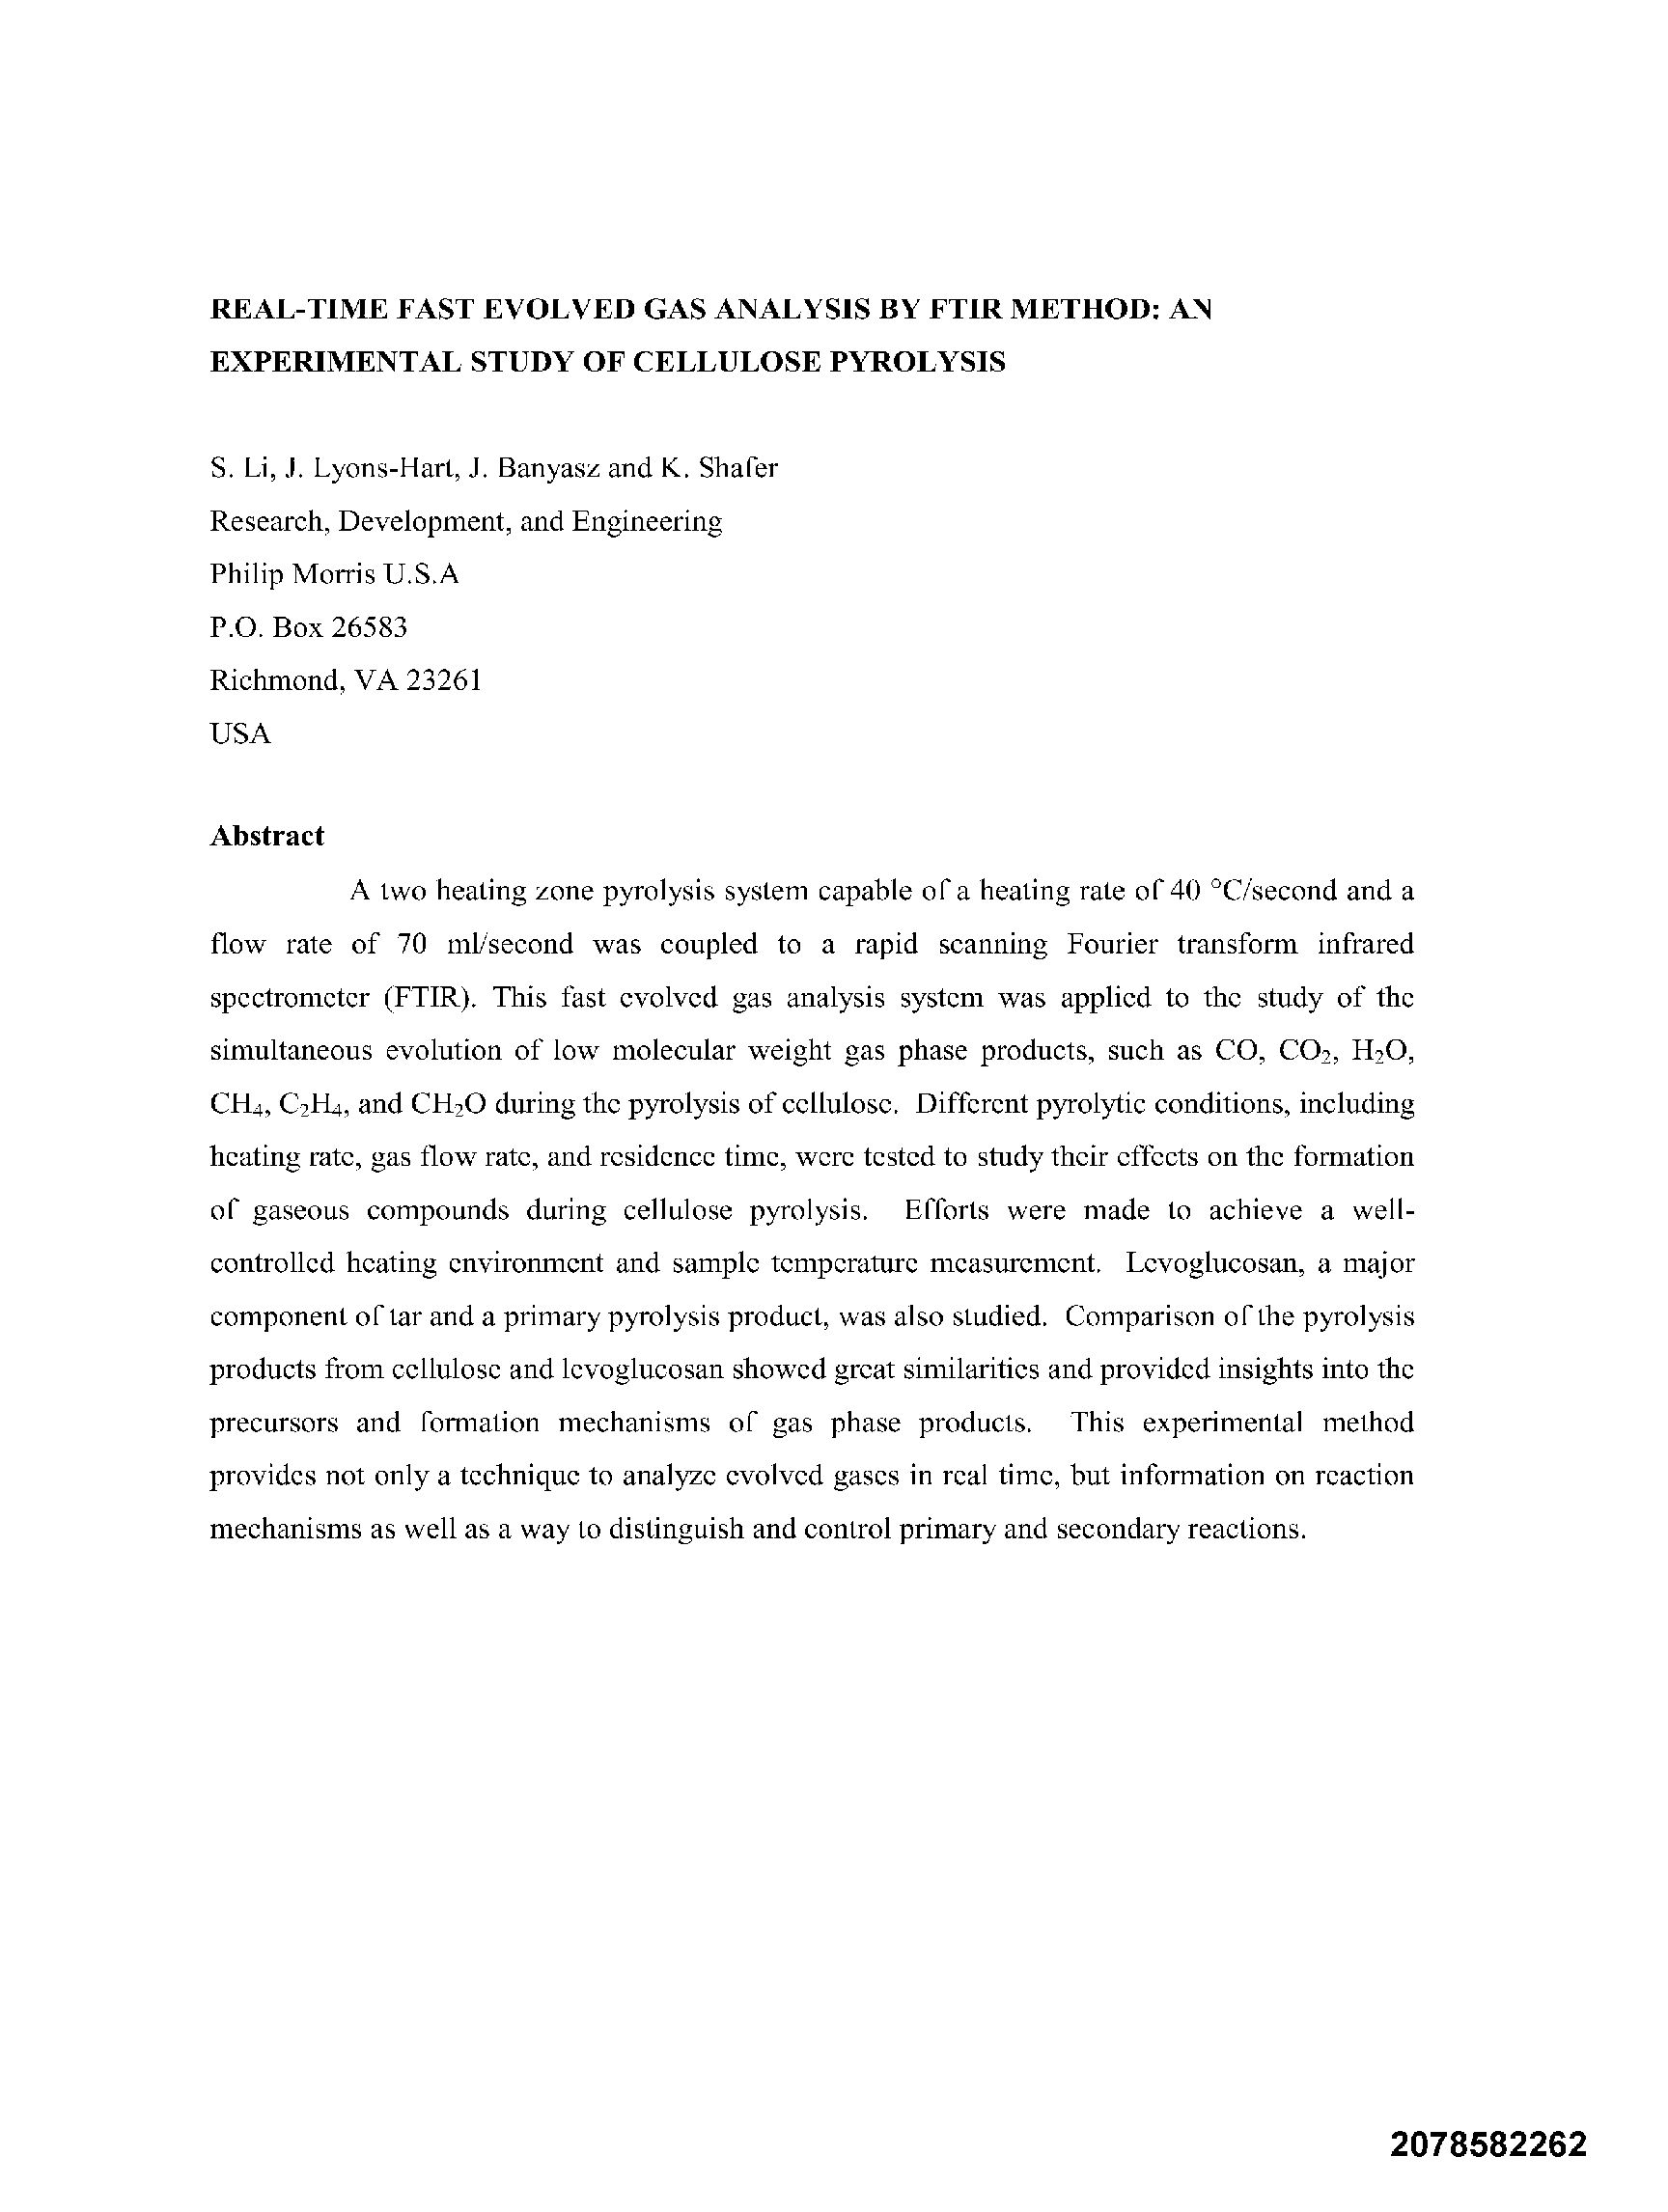 REAL-TIME FAST EVOLVED GAS ANALYSIS BY FTIR METHOD: AN
EXPERIMENTAL STUDY OF CELLULOSE PYROLYSIS
S. Li, J. Lyons-Hart, J. Banyasz and K. Shafer
Research, Development, and Engineering
Philip Morris U.S.A
P.O. Box 26583
Richmond, VA 23261
USA
Abstract
A two heating zone pyrolysis system capable of a heating rate of 40 °C/second and a
flow rate of 70 ml/second was coupled to a rapid scanning Fourier transform infrared
spectrometer (FTIR). This fast evolved gas analysis system was applied to the study of the
simultaneous evolution of low molecular weight gas phase products, such as CO, CO₂, H₂O,
CH₄, C₂H₄, and CH₂O during the pyrolysis of cellulose. Different pyrolytic conditions, including
heating rate, gas flow rate, and residence time, were tested to study their effects on the formation
of gaseous compounds during cellulose pyrolysis. Efforts were made to achieve a well-
controlled heating environment and sample temperature measurement. Levoglucosan, a major
component of tar and a primary pyrolysis product, was also studied. Comparison of the pyrolysis
products from cellulose and levoglucosan showed great similarities and provided insights into the
precursors and formation mechanisms of gas phase products. This experimental method
provides not only a technique to analyze evolved gases in real time, but information on reaction
mechanisms as well as a way to distinguish and control primary and secondary reactions.
2078582262